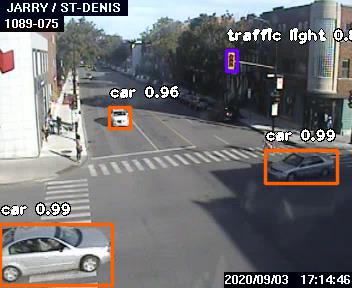 JARRY / ST-DENIS
1089-075
traffic light 0.8
car 0.96
car 0.99
car 0.99
2020/09/03 17:14:46